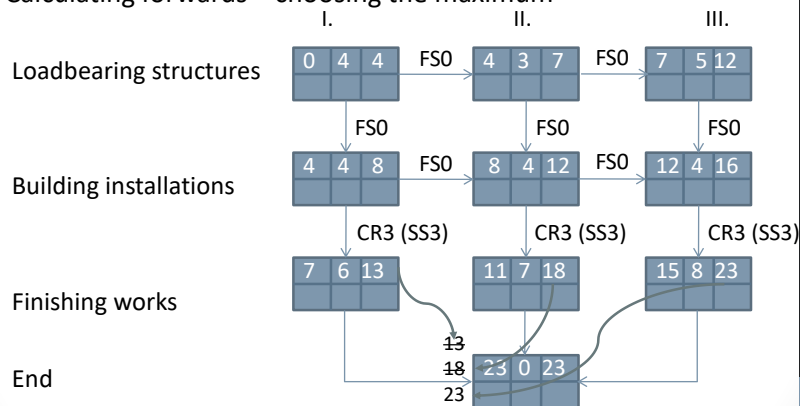 Calculating forwards – choosing the maximum
I. II. III.
Loadbearing structures
0 4 4 FS0 4 3 7 FS0 7 5 12
FS0 FS0 FS0
Building installations
4 4 8 FS0 8 4 12 FS0 12 4 16
CR3 (SS3) CR3 (SS3) CR3 (SS3)
Finishing works
7 6 13 11 7 18 15 8 23
13
End
18 23 0 23
23